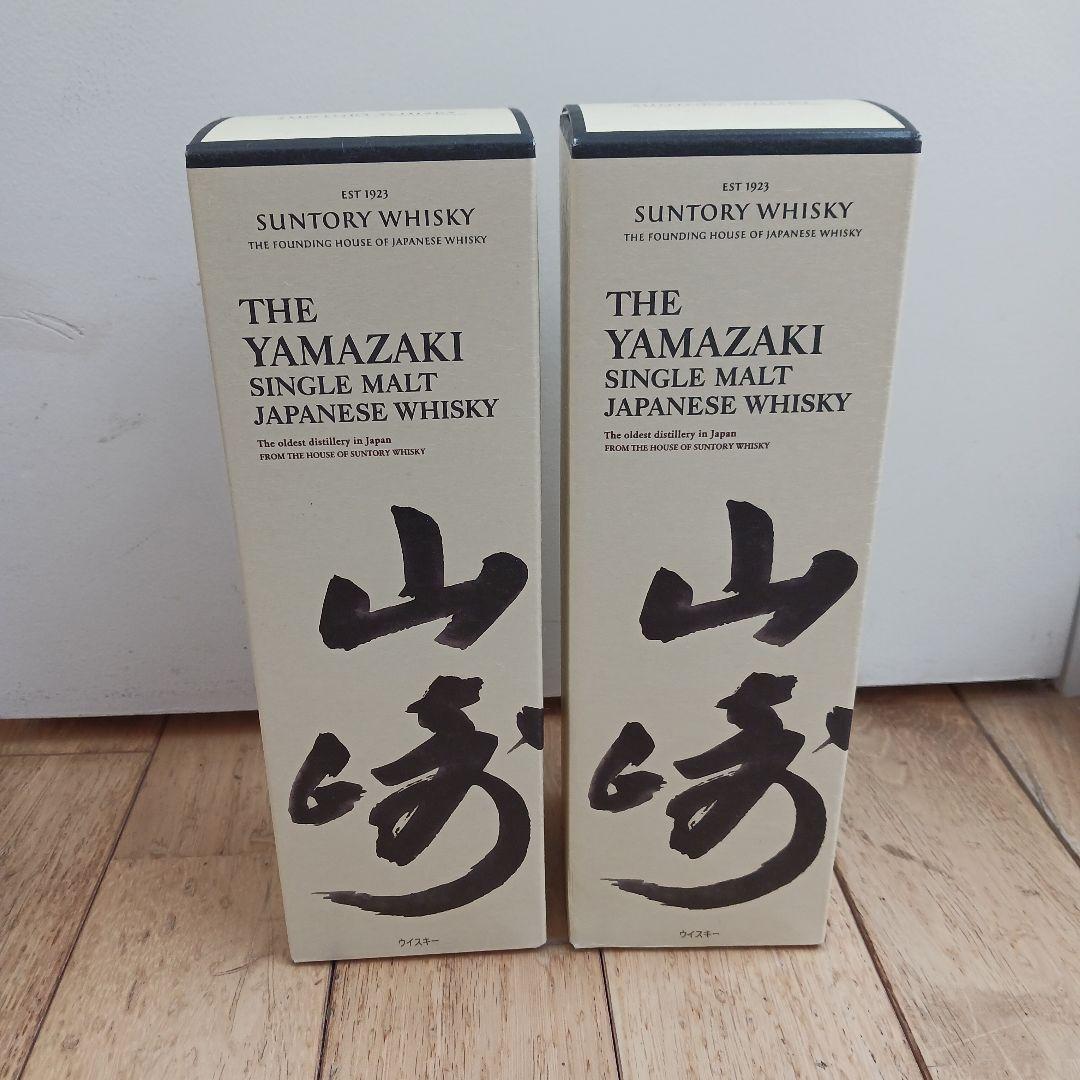 EST 1923
SUNTORY WHISKY
THE FOUNDING HOUSE OF JAPANESE WHISKY
THE
YAMAZAKI
SINGLE MALT
JAPANESE WHISKY
The oldest distillery in Japan
FROM THE HOUSE OF SUNTORY WHISKY
山
崎
ウイスキー
EST 1923
SUNTORY WHISKY
THE FOUNDING HOUSE OF JAPANESE WHISKY
THE
YAMAZAKI
SINGLE MALT
JAPANESE WHISKY
The oldest distillery in Japan
FROM THE HOUSE OF SUNTORY WHISKY
山
崎
ウイスキー